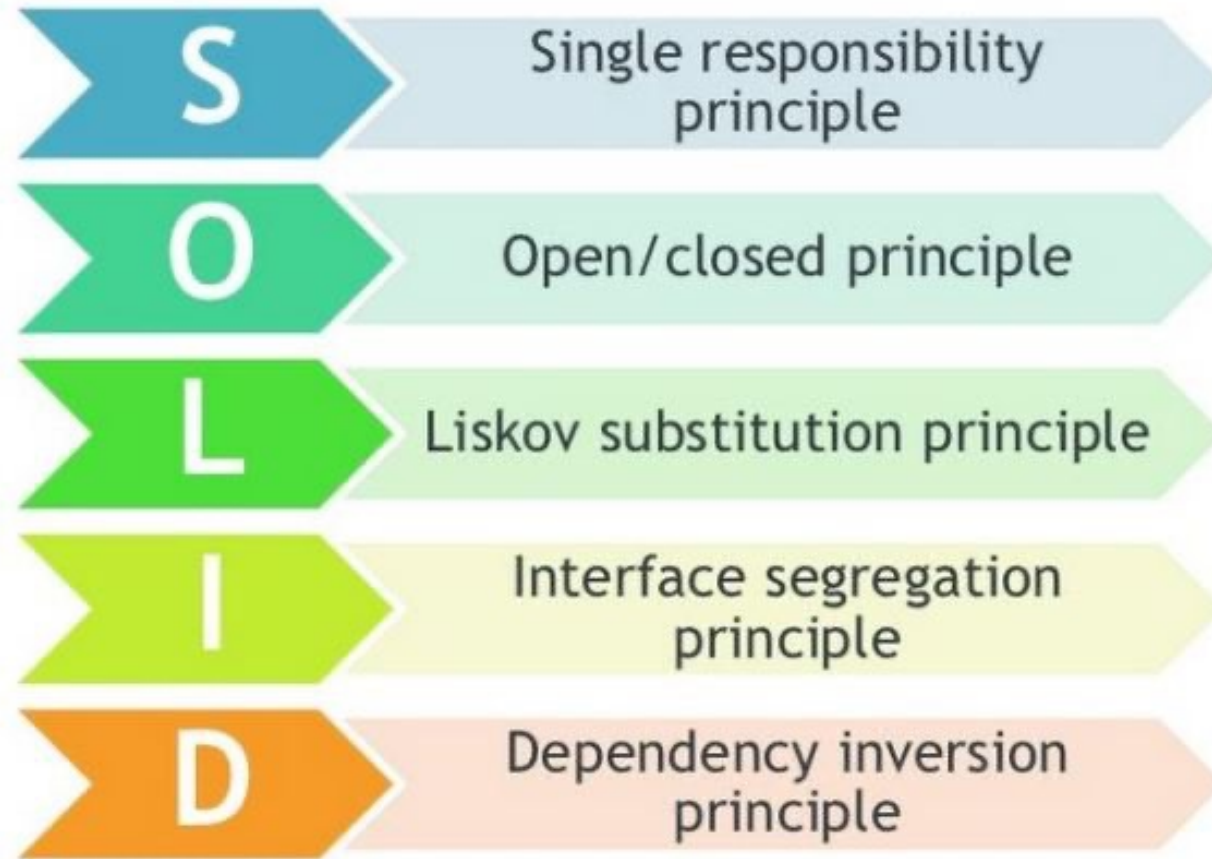 S
Single responsibility
principle
O
Open/closed principle
L
Liskov substitution principle
I
Interface segregation
principle
D
Dependency inversion
principle